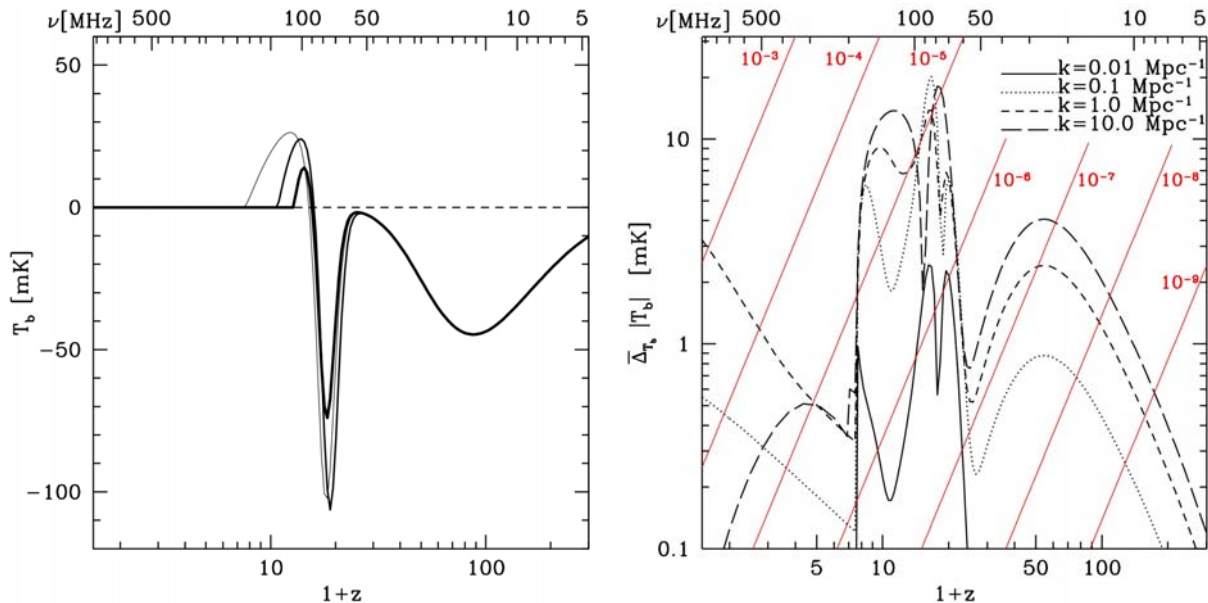 ν[MHz] 500 100 50 10 5
50
0
−50
−100
T_b [mK]
10 100
1+z
ν[MHz] 500 100 50 10 5
10⁻³ 10⁻⁴ 10⁻⁵
k=0.01 Mpc⁻¹
k=0.1 Mpc⁻¹
k=1.0 Mpc⁻¹
k=10.0 Mpc⁻¹
10⁻⁶ 10⁻⁷ 10⁻⁸
10⁻⁹
10
1
0.1
Δ̅_{T_b} |T_b| [mK]
5 10 50 100
1+z